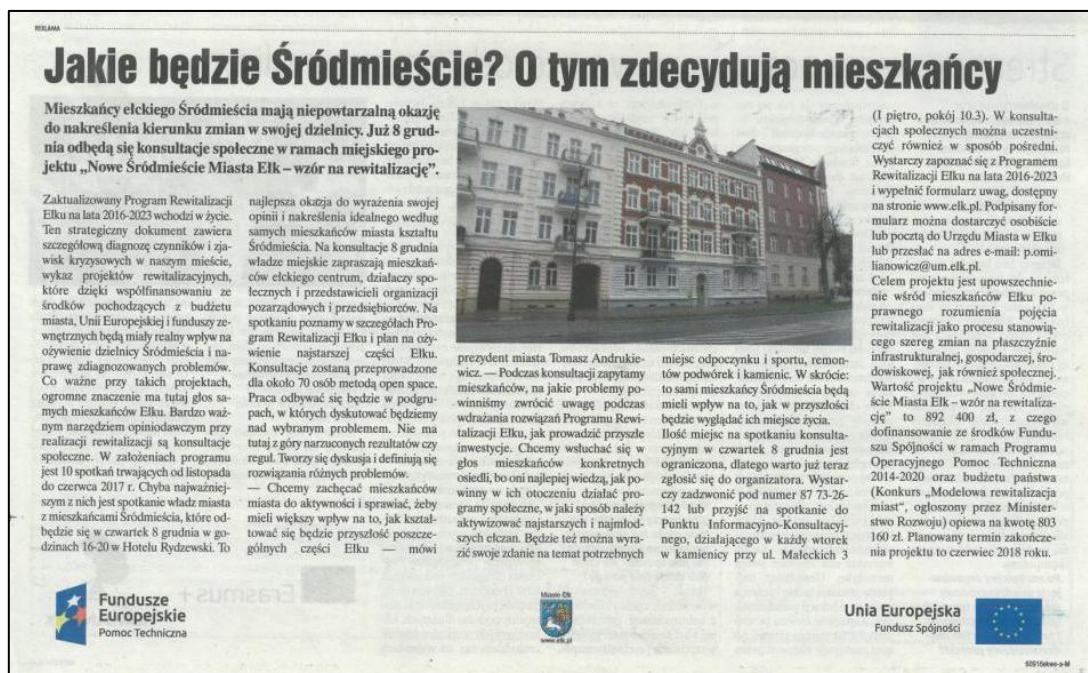 REKLAMA
Jakie będzie Śródmieście? O tym zdecydują mieszkańcy
Mieszkańcy ełckiego Śródmieścia mają niepowtarzalną okazję
do nakreślenia kierunku zmian w swojej dzielnicy. Już 8 grud-
nia odbędą się konsultacje społeczne w ramach miejskiego pro-
jektu „Nowe Śródmieście Miasta Ełk – wzór na rewitalizację”.
Zaktualizowany Program Rewitalizacji
Ełku na lata 2016-2023 wchodzi w życie.
Ten strategiczny dokument zawiera
szczegółową diagnozę czynników i zja-
wisk kryzysowych w naszym mieście,
wykaz projektów rewitalizacyjnych,
które dzięki współfinansowaniu ze
środków pochodzących z budżetu
miasta, Unii Europejskiej i funduszy ze-
wnętrznych będą miały realny wpływ na
ożywienie dzielnicy Śródmieścia i na-
prawę zdiagnozowanych problemów.
Co ważne przy takich projektach,
ogromne znaczenie ma tutaj głos sa-
mych mieszkańców Ełku. Bardzo waż-
nym narzędziem opiniodawczym przy
realizacji rewitalizacji są konsultacje
społeczne. W założeniach programu
jest 10 spotkań trwających od listopada
do czerwca 2017 r. Chyba najważniej-
szym z nich jest spotkanie władz miasta
z mieszkańcami Śródmieścia, które od-
będzie się w czwartek 8 grudnia w go-
dzinach 16-20 w Hotelu Rydzewski. To
najlepsza okazja do wyrażenia swojej
opinii i nakreślenia idealnego według
samych mieszkańców miasta kształtu
Śródmieścia. Na konsultacje 8 grudnia
władze miejskie zapraszają mieszkań-
ców ełckiego centrum, działaczy spo-
łecznych i przedstawicieli organizacji
pozarządowych i przedsiębiorców. Na
spotkaniu poznamy w szczegółach Pro-
gram Rewitalizacji Ełku i plan na oży-
wienie najstarszej części Ełku.
Konsultacje zostaną przeprowadzone
dla około 70 osób metodą open space.
Praca odbywać się będzie w podgru-
pach, w których dyskutować będziemy
nad wybranym problemem. Nie ma
tutaj z góry narzuconych rezultatów czy
reguł. Tworzy się dyskusja i definiują się
rozwiązania różnych problemów.
— Chcemy zachęcać mieszkańców
miasta do aktywności i sprawiać, żeby
mieli większy wpływ na to, jak kształ-
tować się będzie przyszłość poszcze-
gólnych części Ełku — mówi
prezydent miasta Tomasz Andrukie-
wicz. — Podczas konsultacji zapytamy
mieszkańców, na jakie problemy po-
winniśmy zwrócić uwagę podczas
wdrażania rozwiązań Programu Rewi-
talizacji Ełku, jak prowadzić przyszłe
inwestycje. Chcemy wsłuchać się w
głos mieszkańców konkretnych
osiedli, bo oni najlepiej wiedzą, jak po-
winny w ich otoczeniu działać pro-
gramy społeczne, w jaki sposób należy
aktywizować najstarszych i najmłod-
szych ełczan. Będzie też można wyra-
zić swoje zdanie na temat potrzebnych
miejsc odpoczynku i sportu, remon-
tów podwórek i kamienic. W skrócie:
to sami mieszkańcy Śródmieścia będą
mieli wpływ na to, jak w przyszłości
będzie wyglądać ich miejsce życia.
Ilość miejsc na spotkaniu konsulta-
cyjnym w czwartek 8 grudnia jest
ograniczona, dlatego warto już teraz
zgłosić się do organizatora. Wystar-
czy zadzwonić pod numer 87 73-26-
142 lub przyjść na spotkanie do
Punktu Informacyjno-Konsultacyj-
nego, działającego w każdy wtorek
w kamienicy przy ul. Małeckich 3
(I piętro, pokój 10.3). W konsulta-
cjach społecznych można uczestni-
czyć również w sposób pośredni.
Wystarczy zapoznać się z Programem
Rewitalizacji Ełku na lata 2016-2023
i wypełnić formularz uwag, dostępny
na stronie www.elk.pl. Podpisany for-
mularz można dostarczyć osobiście
lub pocztą do Urzędu Miasta w Ełku
lub przesłać na adres e-mail: p.omi-
lianowicz@um.elk.pl.
Celem projektu jest upowszechnie-
nie wśród mieszkańców Ełku po-
prawnego rozumienia pojęcia
rewitalizacji jako procesu stanowią-
cego szereg zmian na płaszczyźnie
infrastrukturalnej, gospodarczej, śro-
dowiskowej, jak również społecznej.
Wartość projektu „Nowe Śródmie-
ście Miasta Ełk – wzór na rewitaliza-
cję” to 892 400 zł, z czego
dofinansowanie ze środków Fundu-
szu Spójności w ramach Programu
Operacyjnego Pomoc Techniczna
2014-2020 oraz budżetu państwa
(Konkurs „Modelowa rewitalizacja
miast”, ogłoszony przez Minister-
stwo Rozwoju) opiewa na kwotę 803
160 zł. Planowany termin zakończe-
nia projektu to czerwiec 2018 roku.
Fundusze
Europejskie
Pomoc Techniczna
Miasto Ełk
www.elk.pl
Unia Europejska
Fundusz Spójności